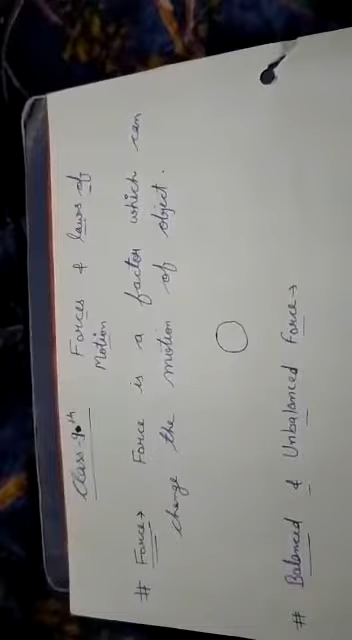 Class-9th
Forces & laws of
Motion
# Force→ Force is a factor which can
change the motion of object.
# Balanced & Unbalanced Force→